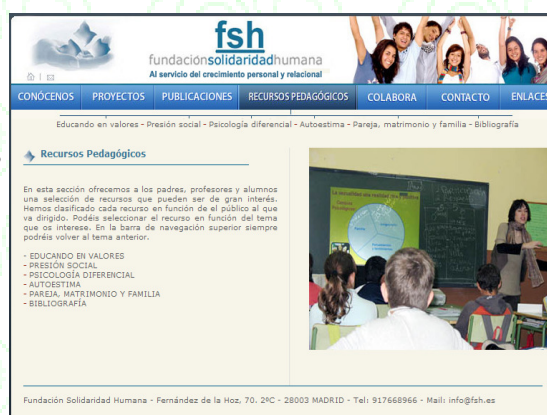 fsh
fundaciónsolidaridadhumana
Al servicio del crecimiento personal y relacional
CONÓCENOS PROYECTOS PUBLICACIONES RECURSOS PEDAGÓGICOS COLABORA CONTACTO ENLACES
Educando en valores - Presión social - Psicología diferencial - Autoestima - Pareja, matrimonio y familia - Bibliografía
Recursos Pedagógicos
En esta sección ofrecemos a los padres, profesores y alumnos
una selección de recursos que pueden ser de gran interés.
Hemos clasificado cada recurso en función de el público al que
va dirigido. Podéis seleccionar el recurso en función del tema
que os interese. En la barra de navegación superior siempre
podréis volver al tema anterior.
- EDUCANDO EN VALORES
- PRESIÓN SOCIAL
- PSICOLOGÍA DIFERENCIAL
- AUTOESTIMA
- PAREJA, MATRIMONIO Y FAMILIA
- BIBLIOGRAFÍA
Fundación Solidaridad Humana - Fernández de la Hoz, 70. 2ºC - 28003 MADRID - Tel: 917668966 - Mail: info@fsh.es